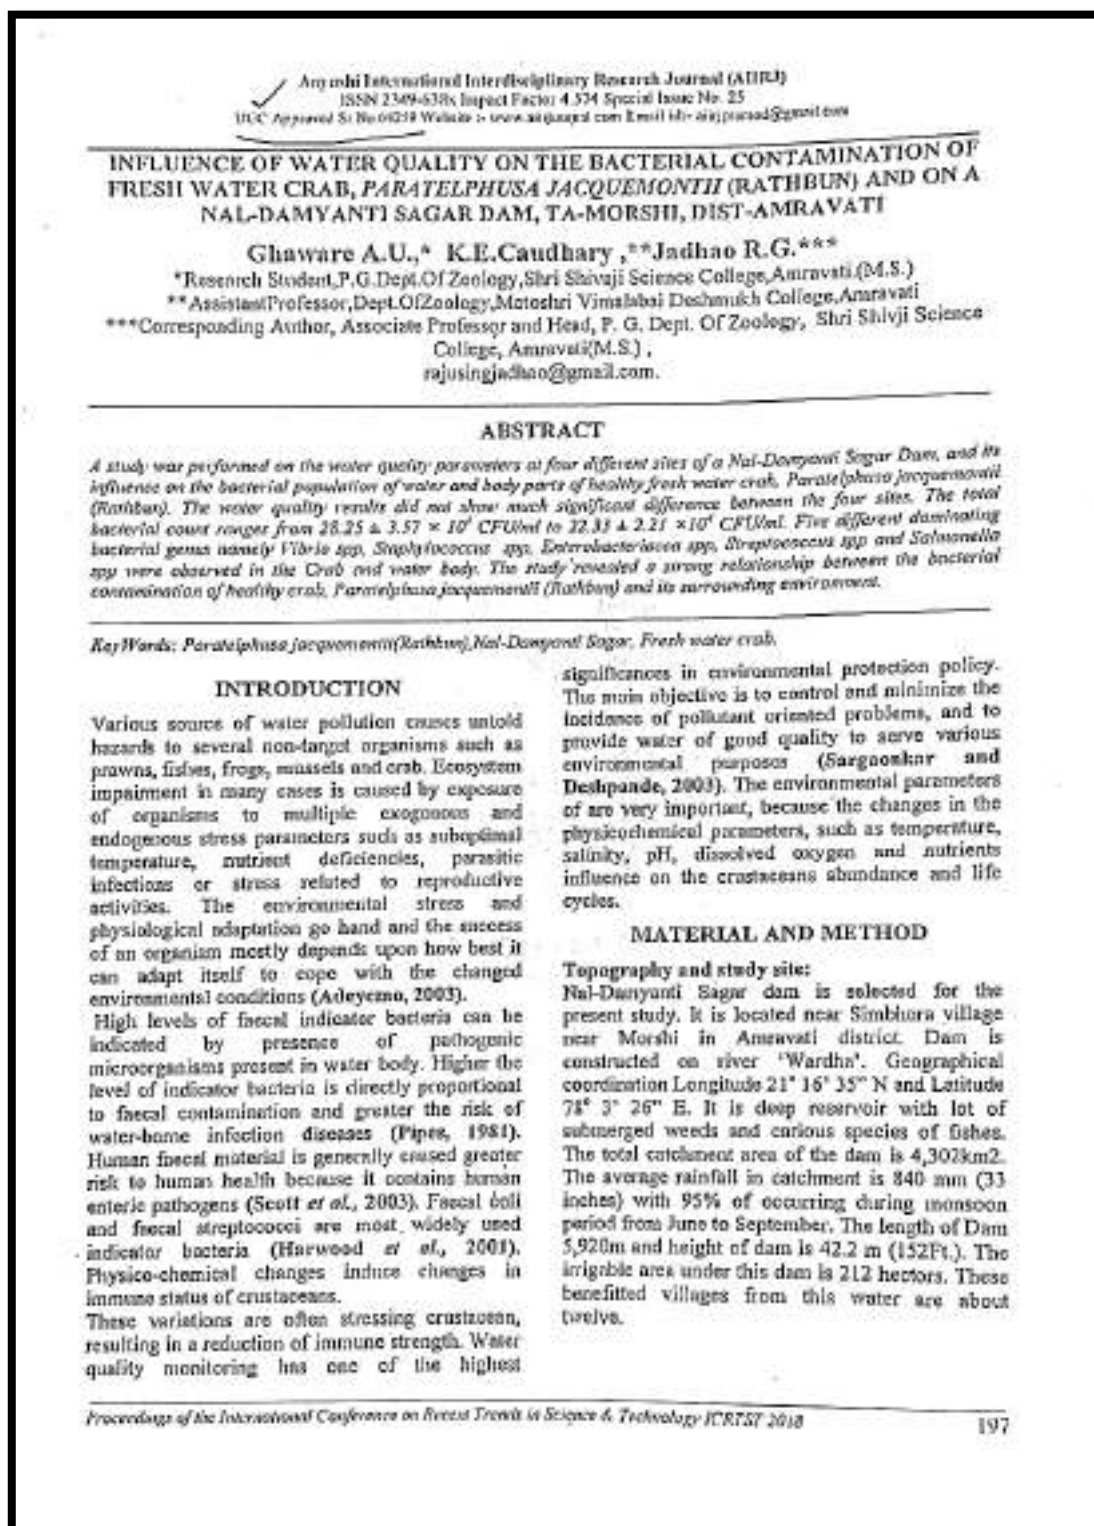 Aayushi International Interdisciplinary Research Journal (AIIRJ)
ISSN 2349-638x Impact Factor 4.574 Special Issue No. 25
UGC Approved Sr No 64259 Website :- www.aiirjournal.com Email id:- aiirjpramod@gmail.com
INFLUENCE OF WATER QUALITY ON THE BACTERIAL CONTAMINATION OF
FRESH WATER CRAB, PARATELPHUSA JACQUEMONTII (RATHBUN) AND ON A
NAL-DAMYANTI SAGAR DAM, TA-MORSHI, DIST-AMRAVATI
Ghaware A.U.,* K.E.Caudhary ,**Jadhao R.G.***
*Research Student,P.G.Dept.Of Zoology,Shri Shivaji Science College,Amravati.(M.S.)
**AssistantProfessor,Dept.OfZoology,Matoshri Vimalabai Deshmukh College,Amravati
***Corresponding Author, Associate Professor and Head, P. G. Dept. Of Zoology, Shri Shivji Science
College, Amravati(M.S.) ,
rajusingjadhao@gmail.com.
ABSTRACT
A study was performed on the water quality parameters at four different sites of a Nal-Damyanti Sagar Dam, and its
influence on the bacterial population of water and body parts of healthy fresh water crab, Paratelphusa jacquemontii
(Rathbun). The water quality results did not show much significant difference between the four sites. The total
bacterial count ranges from 28.25 ± 3.57 × 10 CFU/ml to 32.35 ± 2.21 ×10 CFU/ml. Five different dominating
bacterial genus namely Vibrio spp, Staphylococcus spp, Enterobacteriacea spp, Streptococcus spp and Salmonella
spp were observed in the Crab and water body. The study revealed a strong relationship between the bacterial
contamination of healthy crab, Paratelphusa jacquementii (Rathbun) and its surrounding environment.
KeyWords: Paratelphusa jacquemontii(Rathbun),Nal-Damyanti Sagar, Fresh water crab.
INTRODUCTION
Various source of water pollution causes untold
hazards to several non-target organisms such as
prawns, fishes, frogs, mussels and crab. Ecosystem
impairment in many cases is caused by exposure
of organisms to multiple exogonous and
endogenous stress parameters such as suboptimal
temperature, nutrient deficiencies, parasitic
infections or stress related to reproductive
activities. The environmental stress and
physiological adaptation go hand and the success
of an organism mostly depends upon how best it
can adapt itself to cope with the changed
environmental conditions (Adeyemo, 2003).
High levels of faecal indicator bacteria can be
indicated by presence of pathogenic
microorganisms present in water body. Higher the
level of indicator bacteria is directly proportional
to faecal contamination and greater the risk of
water-borne infection diseases (Pipes, 1981).
Human faecal material is generally caused greater
risk to human health because it contains human
enteric pathogens (Scott et al., 2003). Faecal coli
and faecal streptococci are most widely used
indicator bacteria (Harwood et al., 2001).
Physico-chemical changes induce changes in
immune status of crustaceans.
These variations are often stressing crustacean,
resulting in a reduction of immune strength. Water
quality monitoring has one of the highest
significances in environmental protection policy.
The main objective is to control and minimize the
incidence of pollutant oriented problems, and to
provide water of good quality to serve various
environmental purposes (Sargaonkar and
Deshpande, 2003). The environmental parameters
of are very important, because the changes in the
physicochemical parameters, such as temperature,
salinity, pH, dissolved oxygen and nutrients
influence on the crustaceans abundance and life
cycles.
MATERIAL AND METHOD
Topography and study site:
Nal-Damyanti Sagar dam is selected for the
present study. It is located near Simbhora village
near Morshi in Amravati district. Dam is
constructed on river ‘Wardha’. Geographical
coordination Longitude 21° 16' 35" N and Latitude
78° 3" 26" E. It is deep reservoir with lot of
submerged weeds and carious species of fishes.
The total catchment area of the dam is 4,302km2.
The average rainfall in catchment is 840 mm (33
inches) with 95% of occurring during monsoon
period from June to September. The length of Dam
5,920m and height of dam is 42.2 m (152Ft.). The
irrigable area under this dam is 212 hectors. These
benefitted villages from this water are about
twelve.
Proceedings of the International Conference on Recent Trends in Science & Technology ICRTST 2018
197